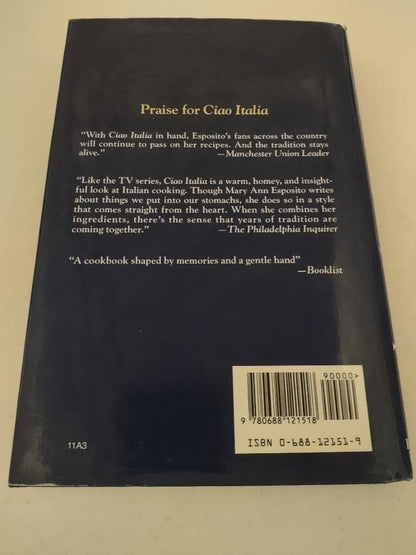 Praise for Ciao Italia
“With Ciao Italia in hand, Esposito's fans across the country
will continue to pass on her recipes. And the tradition stays
alive.” —Manchester Union Leader
“Like the TV series, Ciao Italia is a warm, homey, and insight-
ful look at Italian cooking. Though Mary Ann Esposito writes
about things we put into our stomachs, she does so in a style
that comes straight from the heart. When she combines her
ingredients, there's the sense that years of tradition are
coming together.” —The Philadelphia Inquirer
“A cookbook shaped by memories and a gentle hand”
—Booklist
90000>
9 780688 121518
ISBN 0-688-12151-9
11A3